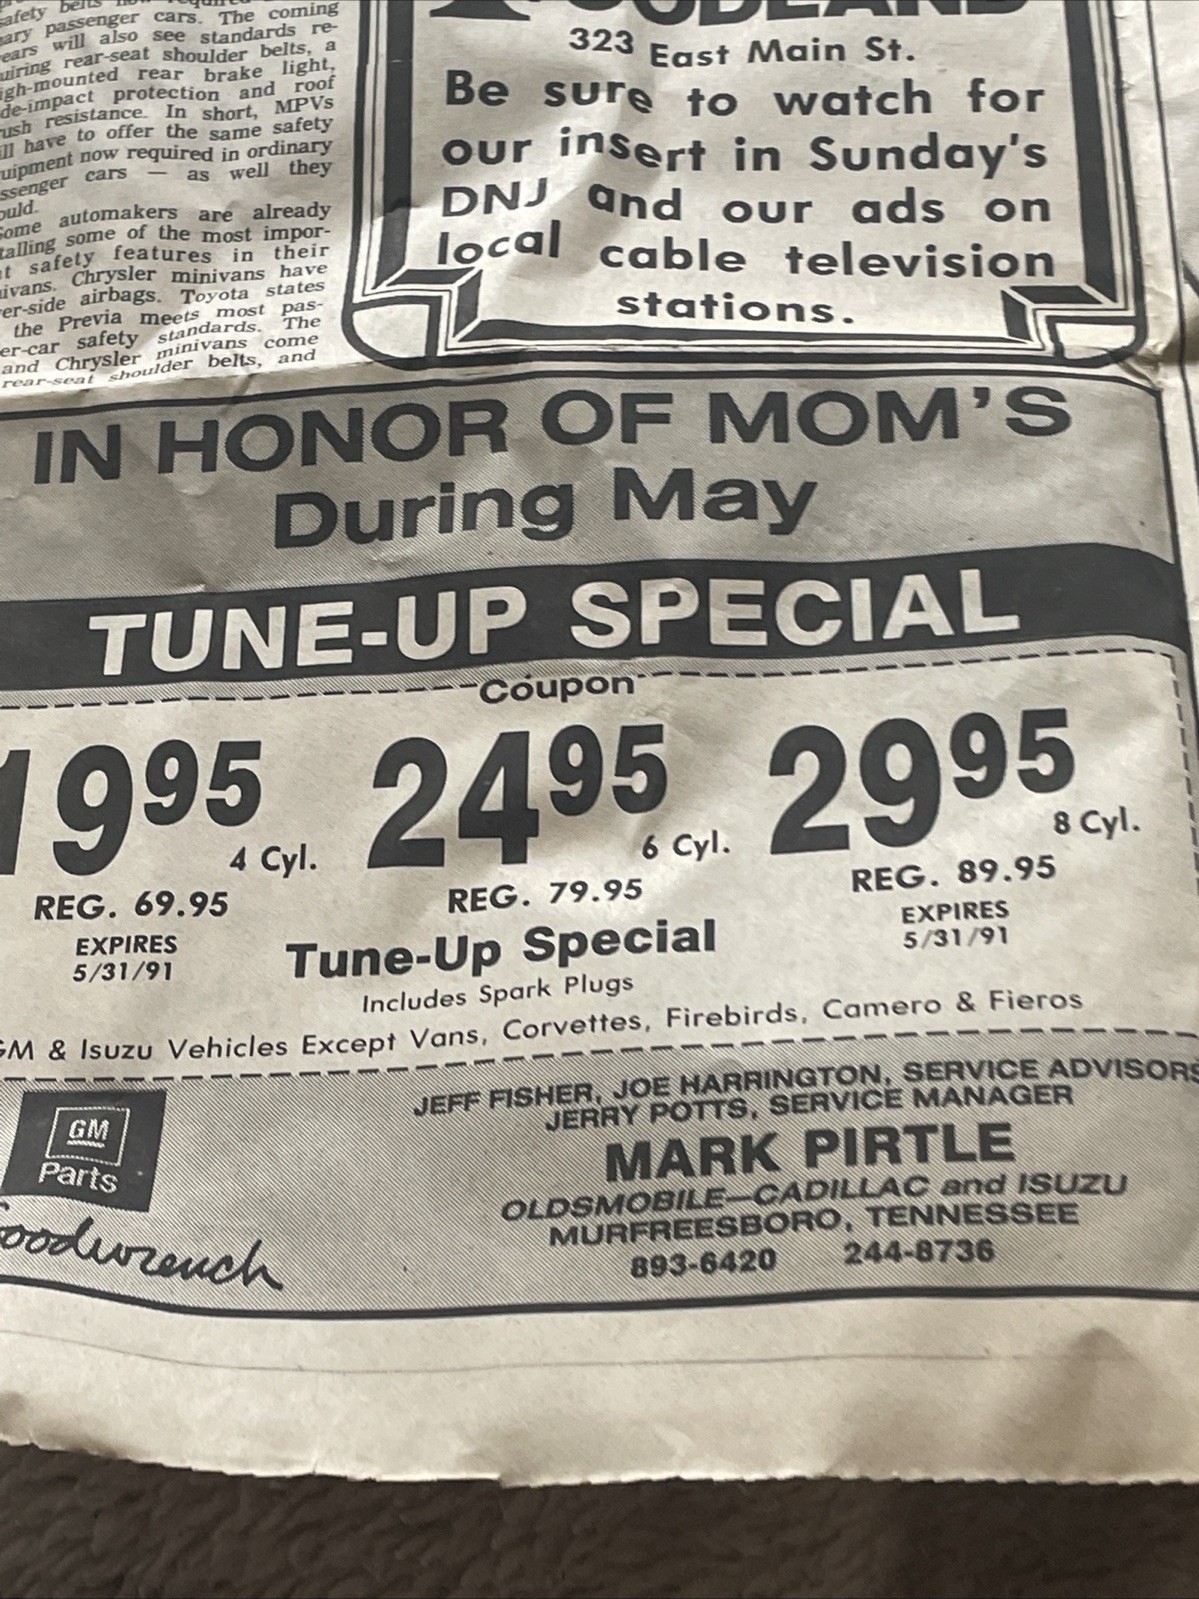 ary passenger cars. The coming
ears will also see standards re-
uiring rear-seat shoulder belts, a
igh-mounted rear brake light,
de-impact protection and roof
ush resistance. In short, MPVs
ll have to offer the same safety
uipment now required in ordinary
ssenger cars — as well they
ould.
Some automakers are already
talling some of the most impor-
t safety features in their
ivans. Chrysler minivans have
er-side airbags. Toyota states
the Previa meets most pas-
er-car safety standards. The
and Chrysler minivans come
rear-seat shoulder belts, and
323 East Main St.
Be sure to watch for
our insert in Sunday's
DNJ and our ads on
local cable television
stations.
IN HONOR OF MOM'S
During May
TUNE-UP SPECIAL
Coupon
1995 4 Cyl.
REG. 69.95
EXPIRES
5/31/91
2495 6 Cyl.
REG. 79.95
2995 8 Cyl.
REG. 89.95
EXPIRES
5/31/91
Tune-Up Special
Includes Spark Plugs
GM & Isuzu Vehicles Except Vans, Corvettes, Firebirds, Camero & Fieros
GM
Parts
Goodwrench
JEFF FISHER, JOE HARRINGTON, SERVICE ADVISORS
JERRY POTTS, SERVICE MANAGER
MARK PIRTLE
OLDSMOBILE—CADILLAC and ISUZU
MURFREESBORO, TENNESSEE
893-6420 244-8736